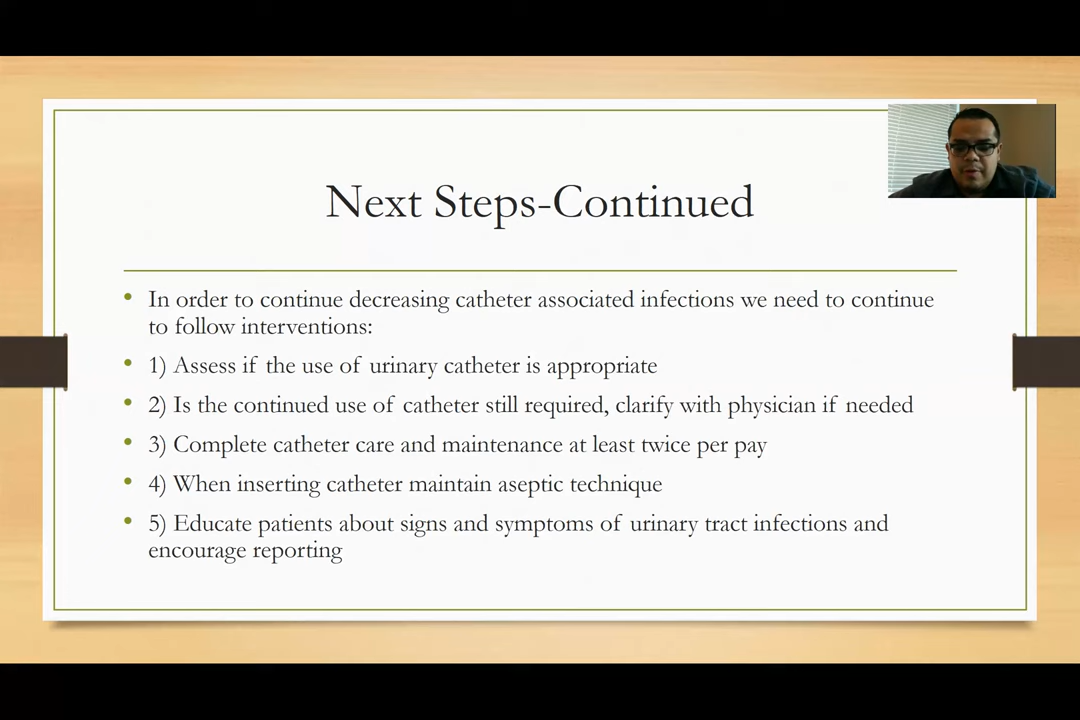 Next Steps-Continued
• In order to continue decreasing catheter associated infections we need to continue
to follow interventions:
• 1) Assess if the use of urinary catheter is appropriate
• 2) Is the continued use of catheter still required, clarify with physician if needed
• 3) Complete catheter care and maintenance at least twice per pay
• 4) When inserting catheter maintain aseptic technique
• 5) Educate patients about signs and symptoms of urinary tract infections and
encourage reporting